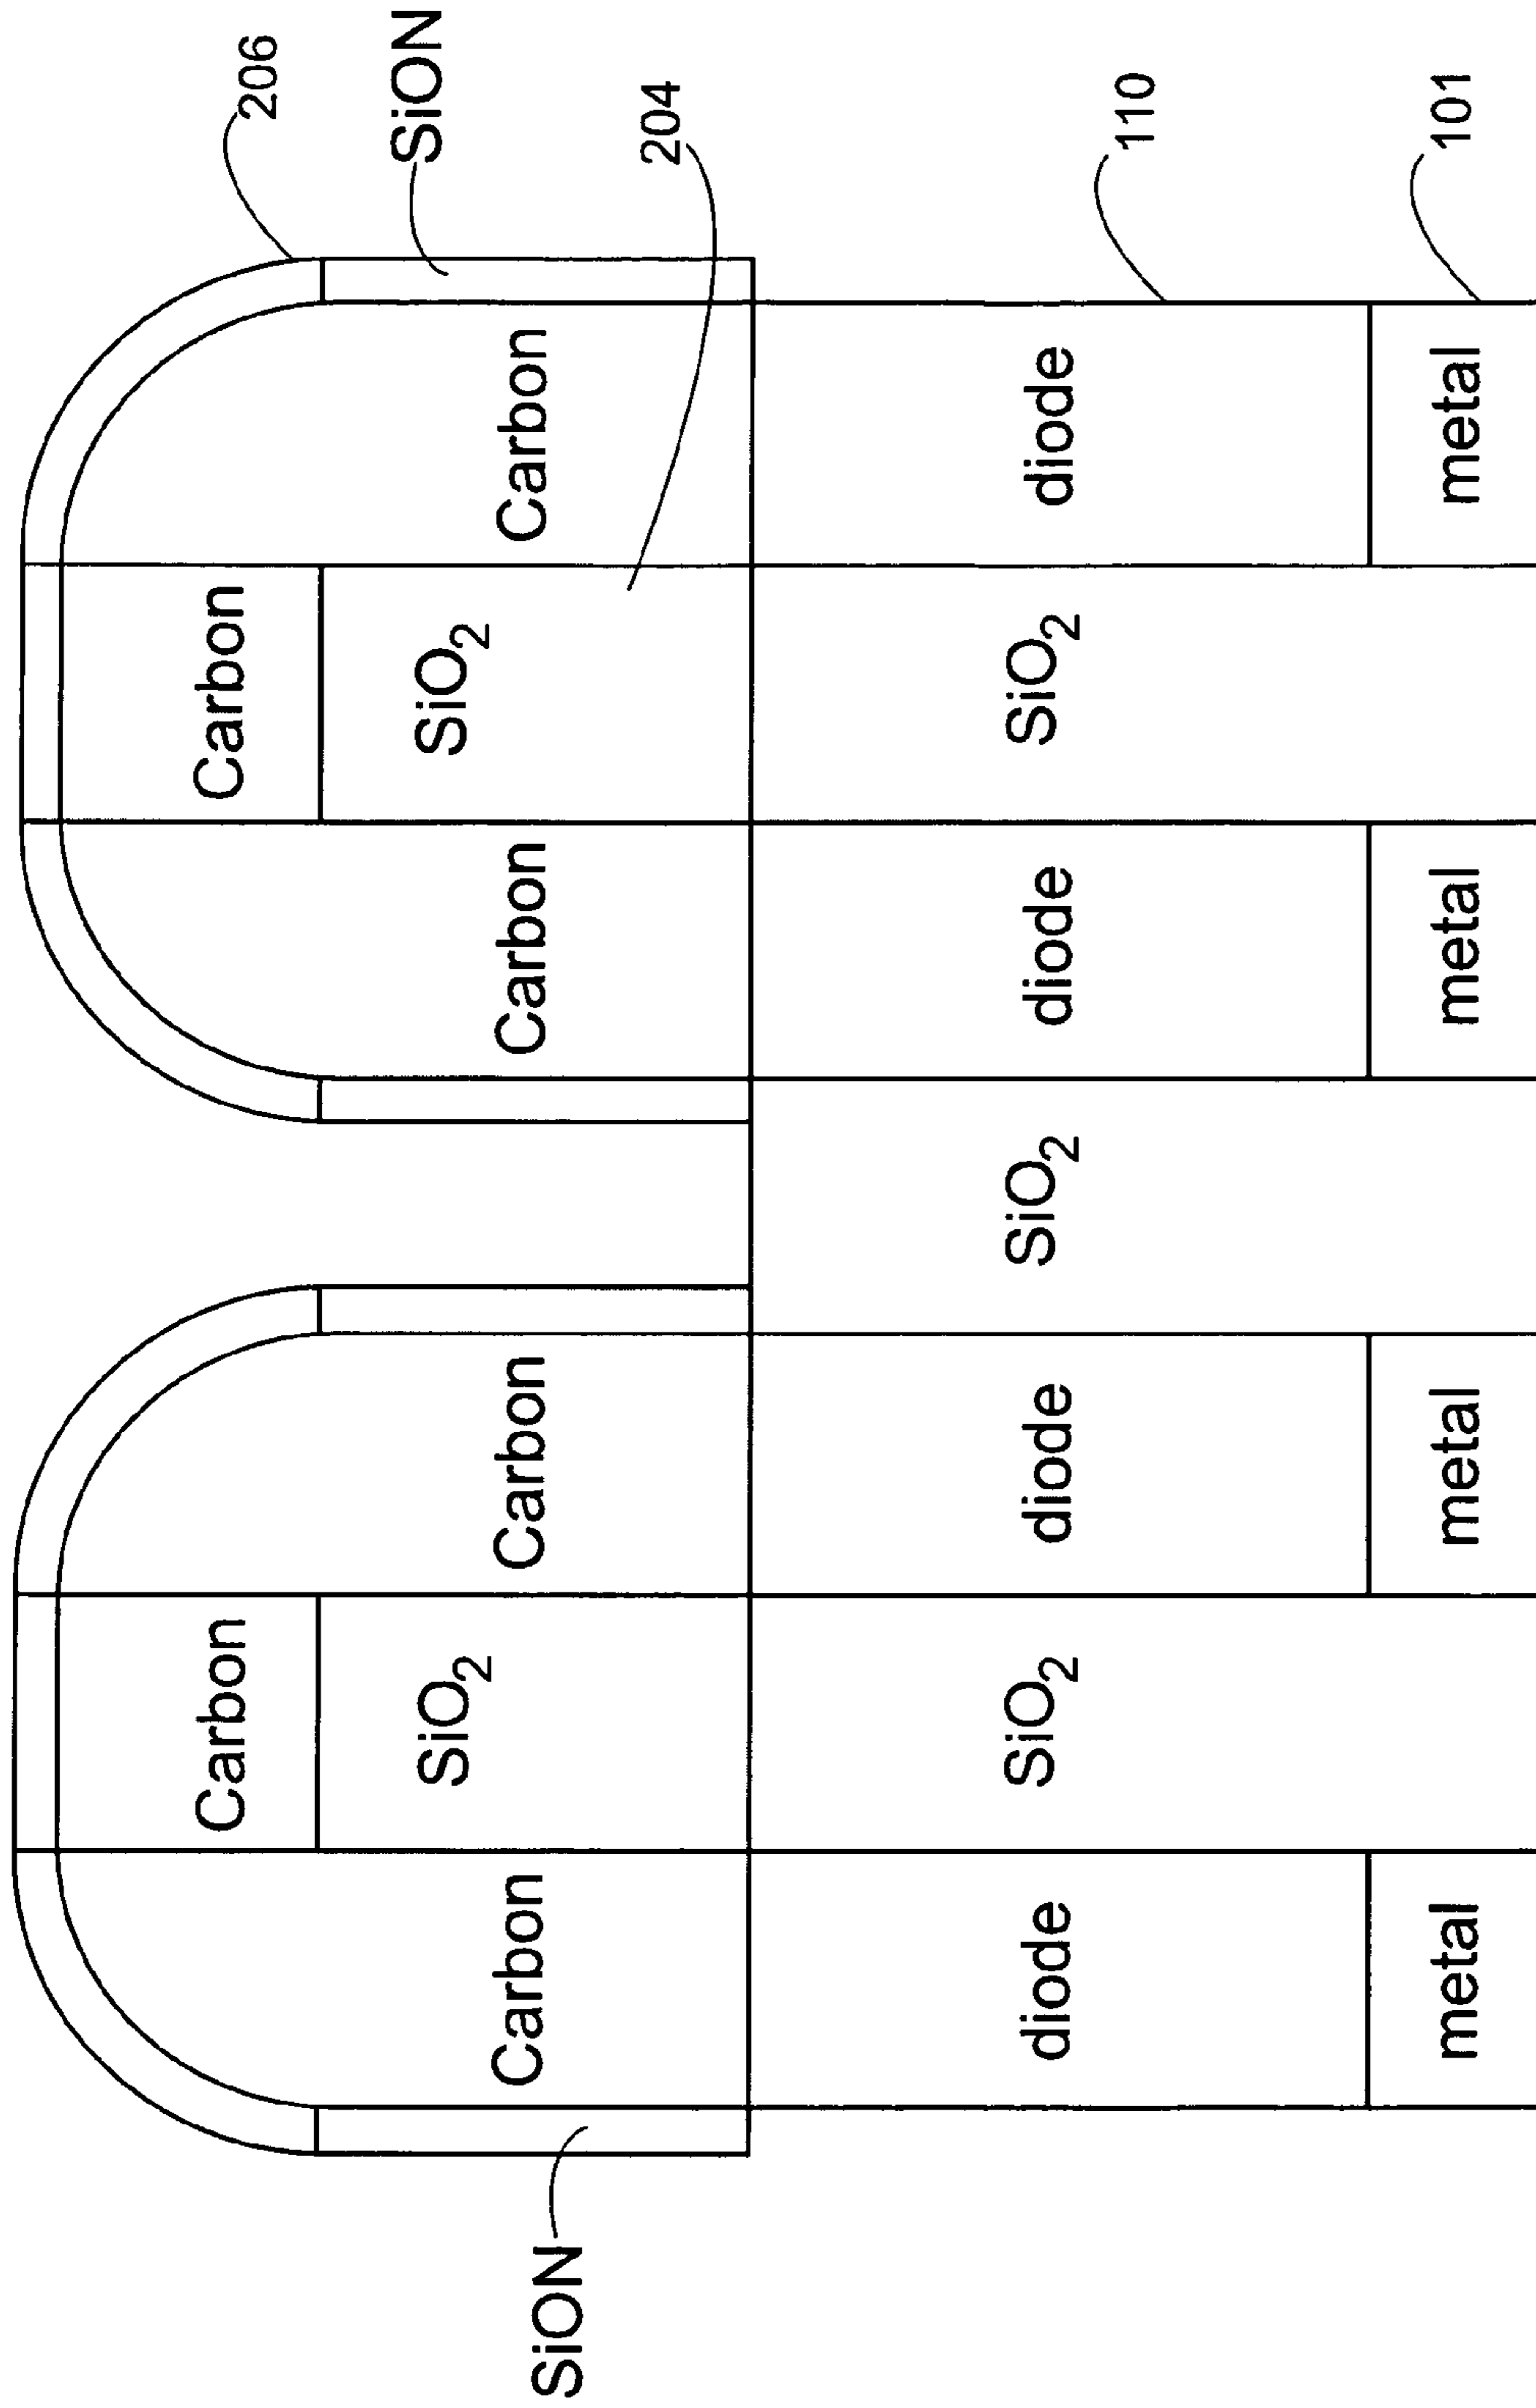 206
Carbon
Carbon
SiON
SiO₂
SiO₂
SiON
Carbon
Carbon
Carbon
Carbon
204
diode
SiO₂
diode
SiO₂
diode
SiO₂
diode
110
metal
metal
metal
metal
101